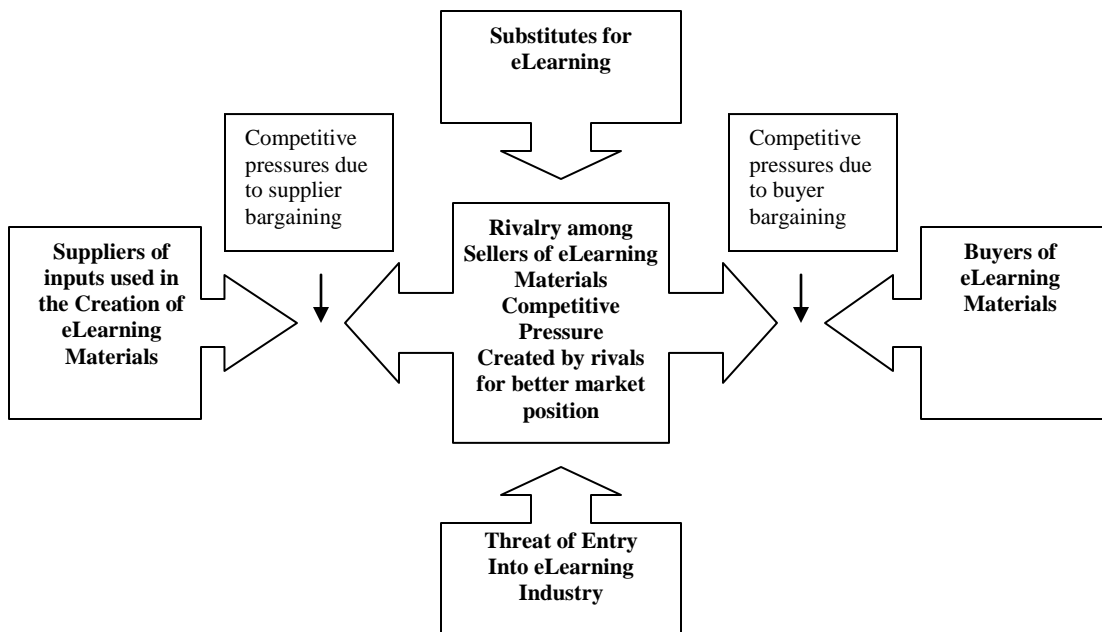 Substitutes for
eLearning
Competitive
pressures due
to supplier
bargaining
Competitive
pressures due
to buyer
bargaining
Suppliers of
inputs used in
the Creation of
eLearning
Materials
Rivalry among
Sellers of eLearning
Materials
Competitive
Pressure
Created by rivals
for better market
position
Buyers of
eLearning
Materials
Threat of Entry
Into eLearning
Industry